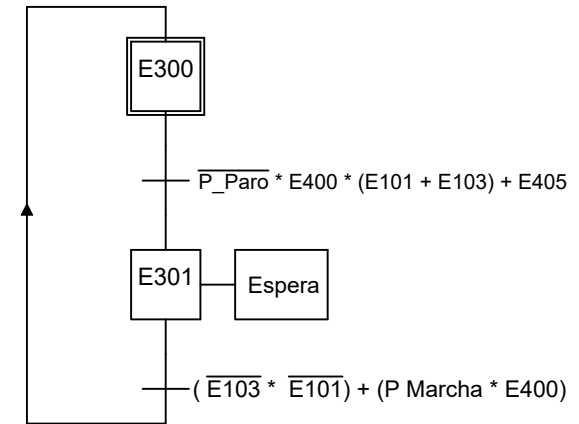 E300
P_Paro * E400 * (E101 + E103) + E405
E301
Espera
( E103 * E101) + (P Marcha * E400)